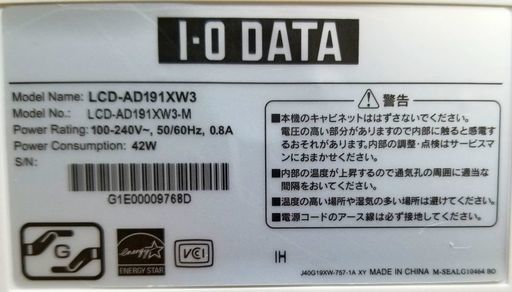 I·O DATA
Model Name: LCD-AD191XW3
Model No.: LCD-AD191XW3-M
Power Rating: 100-240V~, 50/60Hz, 0.8A
Power Consumption: 42W
S/N:
G1E00009768D
G
energy
ENERGY STAR
VCCI
IH
警告
■本機のキャビネットははずさないでください。
電圧の高い部分がありますので内部に触ると感電する
おそれがあります。内部の調整・点検はサービスマ
ンにおまかせください。
■内部の温度が上昇するので通気孔の周囲に適当な
間隔をおいてください。
■温度の高い場所や湿気の多い場所は避けてください。
■電源コードのアース線は必ず接地してください。
J40G19XW-757-1A XY MADE IN CHINA M-SEALG10464 BO